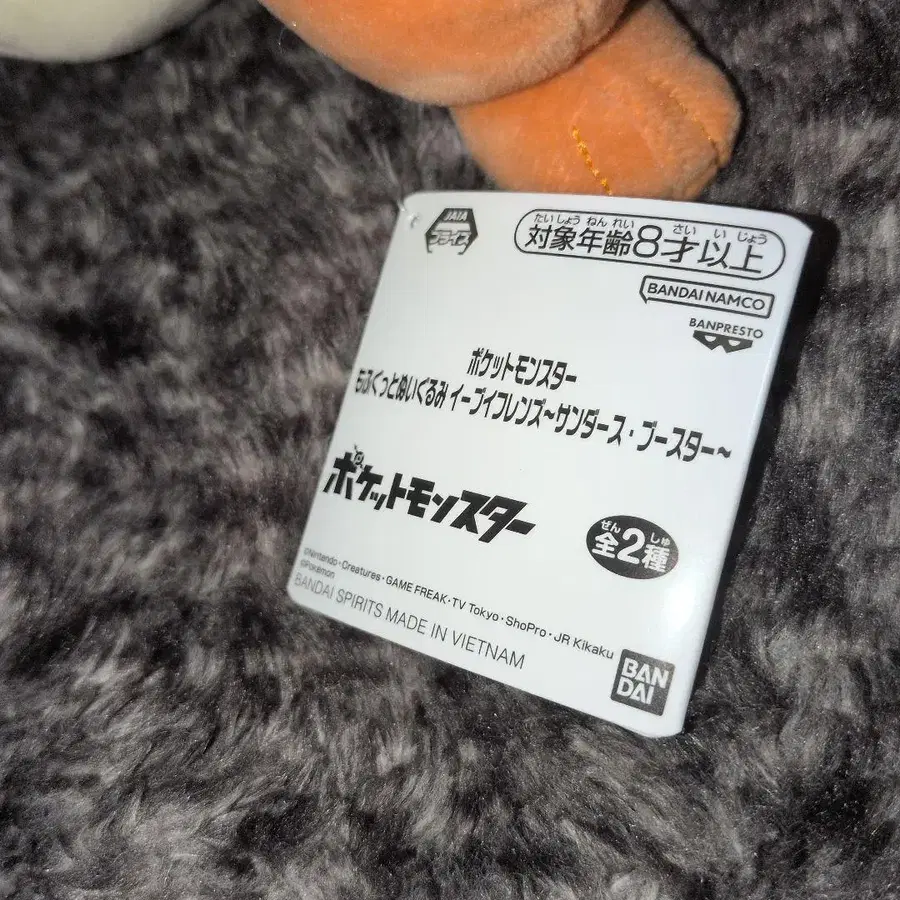 JAIA
プライズ
たいしょう ねん れい さい い じょう
対象年齢8才以上
BANDAI NAMCO
BANPRESTO
ポケットモンスター
もふぐっとぬいぐるみ イーブイフレンズ~サンダース・ブースター~
ポケットモンスター
ぜん しゅ
全2種
©Nintendo・Creatures・GAME FREAK・TV Tokyo・ShoPro・JR Kikaku
©Pokémon
BANDAI SPIRITS MADE IN VIETNAM
BAN
DAI